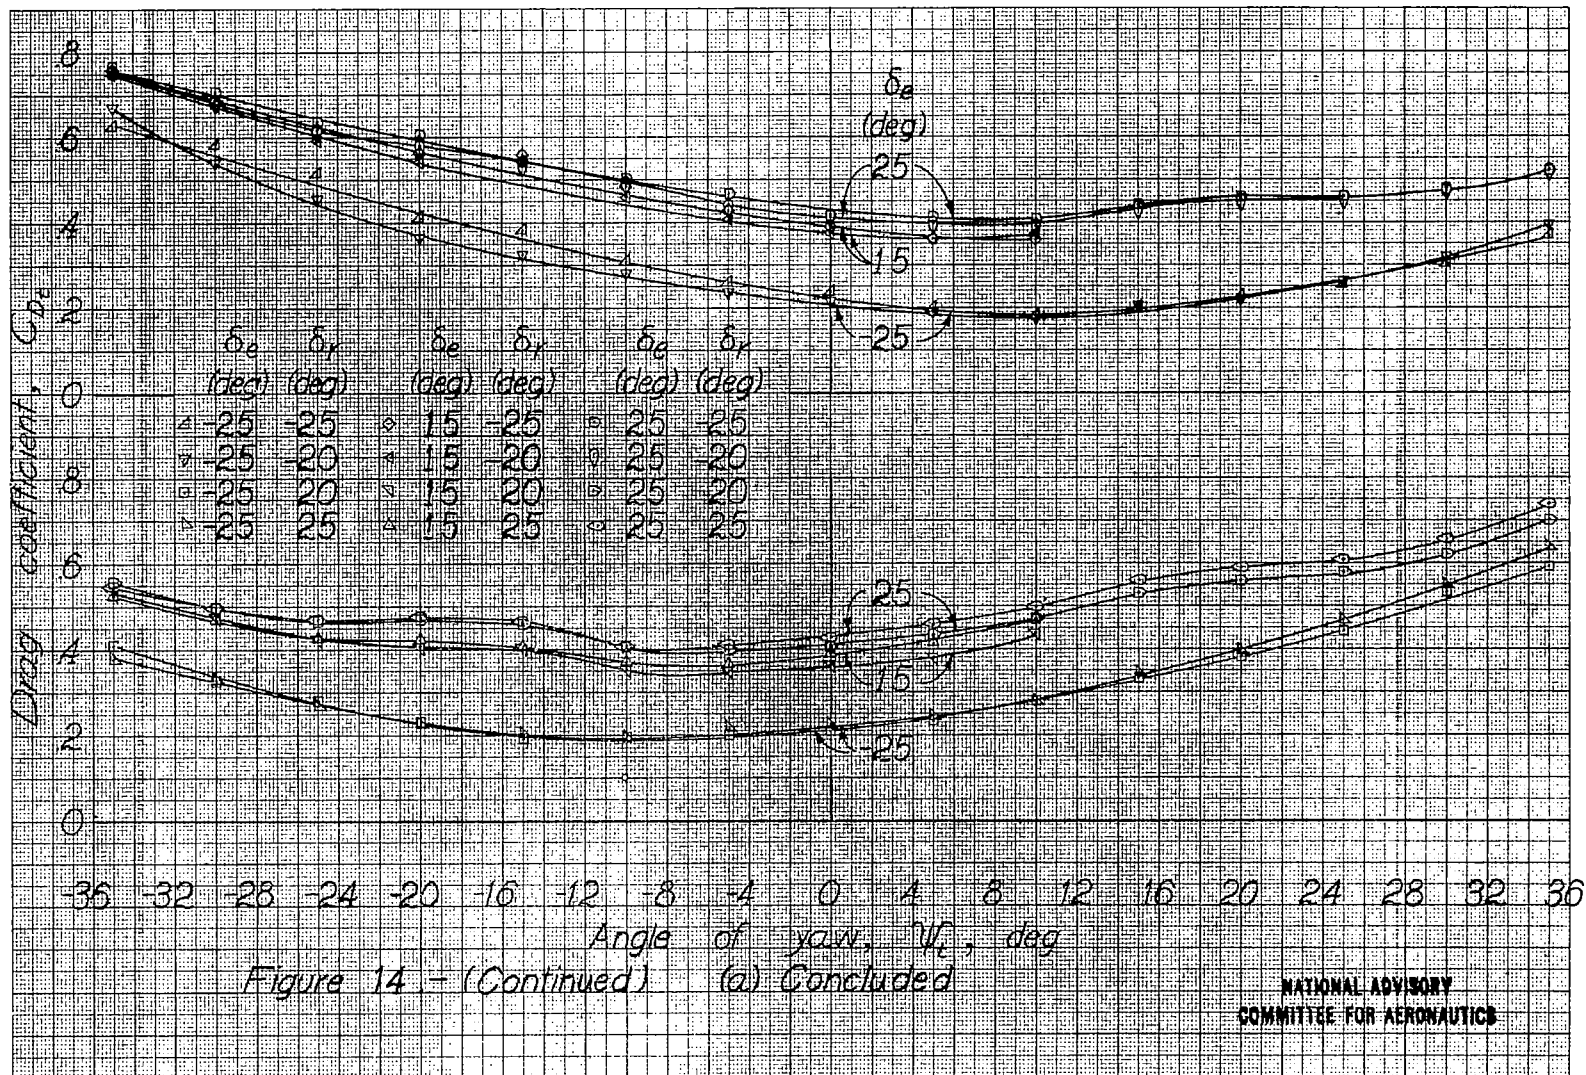 .8
δe
(deg)
.6
25
.4
15
Drag coefficient, CDt
.2
-25
δe δr δe δr δe δr
(deg) (deg) (deg) (deg) (deg) (deg)
0
-25 -25 15 -25 25 -25
-25 -20 15 -20 25 -20
.8
-25 20 15 20 25 20
-25 25 15 25 25 25
.6
25
.4
15
.2
-25
0
-36 -32 -28 -24 -20 -16 -12 -8 -4 0 4 8 12 16 20 24 28 32 36
Angle of yaw, ψt, deg
Figure 14.- (Continued) (a) Concluded
NATIONAL ADVISORY
COMMITTEE FOR AERONAUTICS